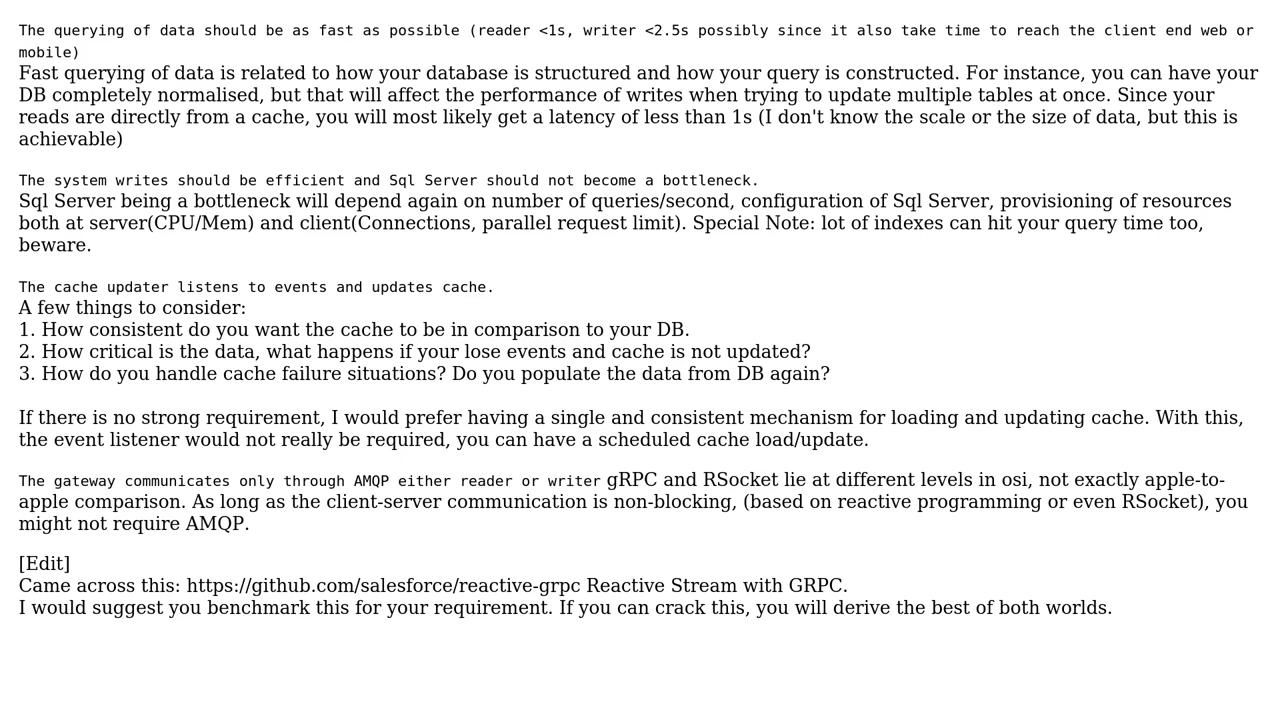 The querying of data should be as fast as possible (reader <1s, writer <2.5s possibly since it also take time to reach the client end web or
mobile)
Fast querying of data is related to how your database is structured and how your query is constructed. For instance, you can have your
DB completely normalised, but that will affect the performance of writes when trying to update multiple tables at once. Since your
reads are directly from a cache, you will most likely get a latency of less than 1s (I don't know the scale or the size of data, but this is
achievable)
The system writes should be efficient and Sql Server should not become a bottleneck.
Sql Server being a bottleneck will depend again on number of queries/second, configuration of Sql Server, provisioning of resources
both at server(CPU/Mem) and client(Connections, parallel request limit). Special Note: lot of indexes can hit your query time too,
beware.
The cache updater listens to events and updates cache.
A few things to consider:
1. How consistent do you want the cache to be in comparison to your DB.
2. How critical is the data, what happens if your lose events and cache is not updated?
3. How do you handle cache failure situations? Do you populate the data from DB again?
If there is no strong requirement, I would prefer having a single and consistent mechanism for loading and updating cache. With this,
the event listener would not really be required, you can have a scheduled cache load/update.
The gateway communicates only through AMQP either reader or writer gRPC and RSocket lie at different levels in osi, not exactly apple-to-
apple comparison. As long as the client-server communication is non-blocking, (based on reactive programming or even RSocket), you
might not require AMQP.
[Edit]
Came across this: https://github.com/salesforce/reactive-grpc Reactive Stream with GRPC.
I would suggest you benchmark this for your requirement. If you can crack this, you will derive the best of both worlds.